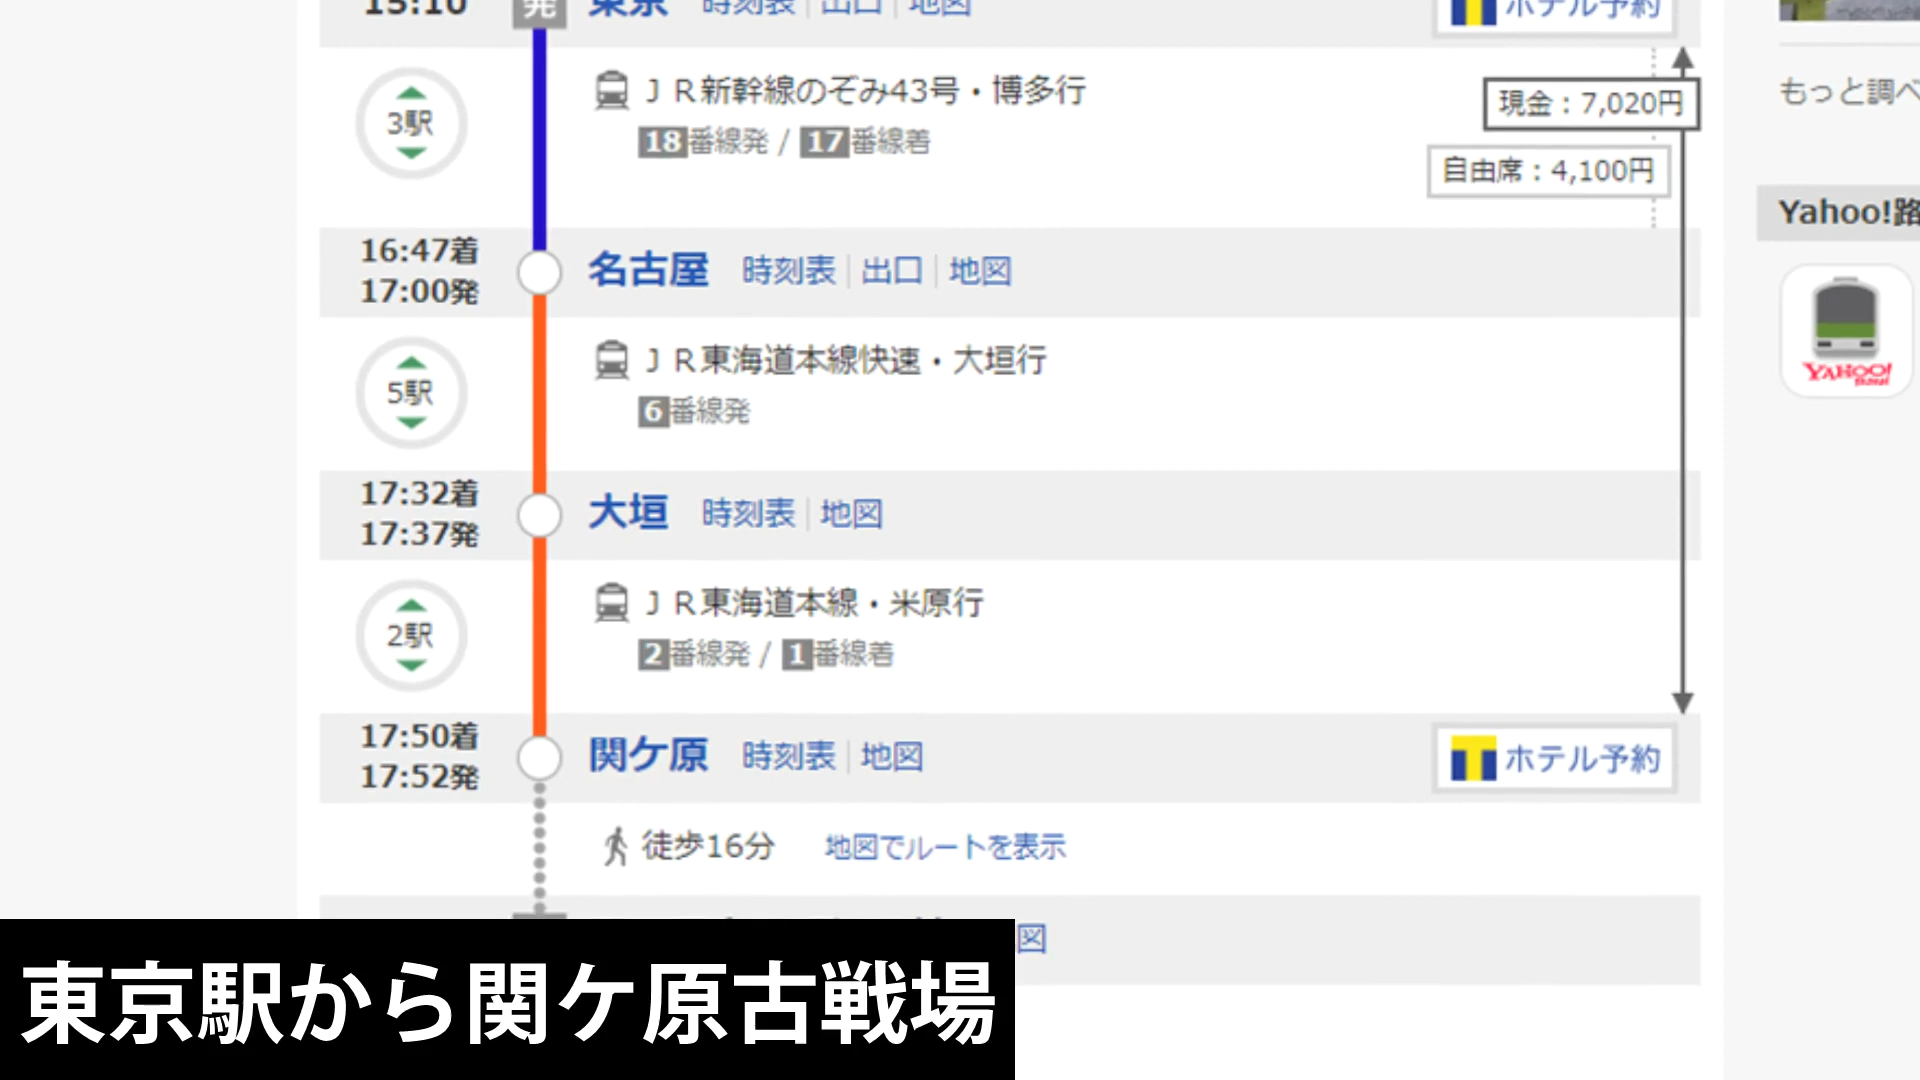 15:10 発 東京 時刻表 出口 地図 ホテル予約
3駅 ＪＲ新幹線のぞみ43号・博多行 現金：7,020円
18番線発 / 17番線着 自由席：4,100円
もっと調べ
16:47着
17:00発
名古屋 時刻表 出口 地図
Yahoo!路
YAHOO!
5駅 ＪＲ東海道本線快速・大垣行
6番線発
17:32着
17:37発
大垣 時刻表 地図
2駅 ＪＲ東海道本線・米原行
2番線発 / 1番線着
17:50着
17:52発
関ケ原 時刻表 地図 T ホテル予約
徒歩16分 地図でルートを表示
図
東京駅から関ケ原古戦場